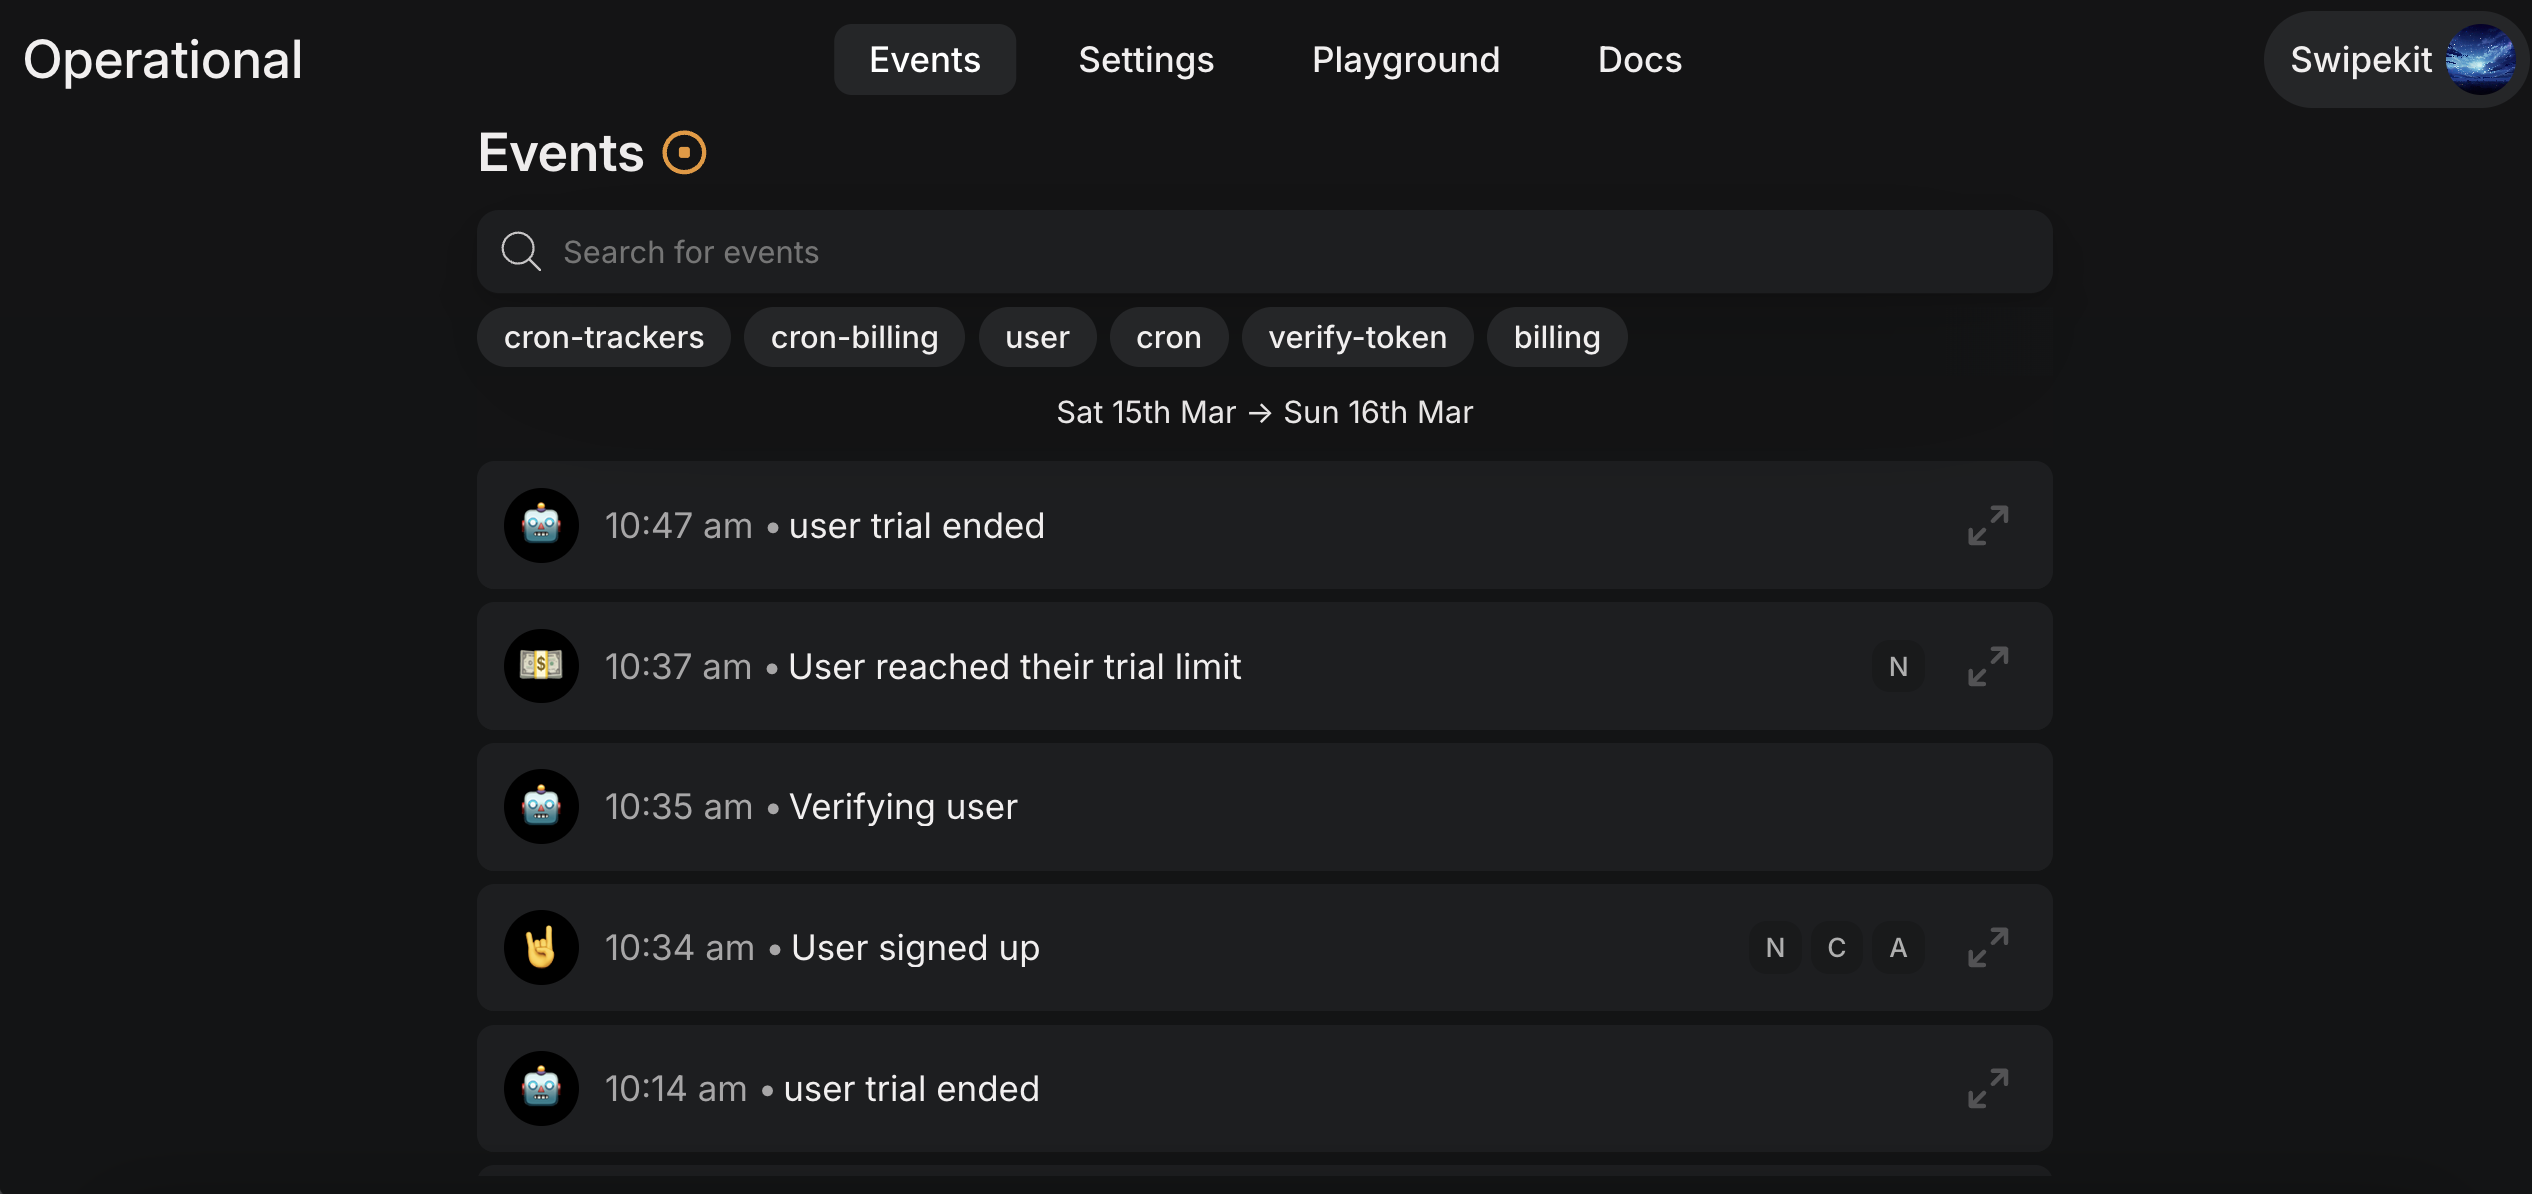 Operational
Events
Settings
Playground
Docs
Swipekit
Events
Search for events
cron-trackers
cron-billing
user
cron
verify-token
billing
Sat 15th Mar → Sun 16th Mar
10:47 am • user trial ended
10:37 am • User reached their trial limit
N
10:35 am • Verifying user
10:34 am • User signed up
N C A
10:14 am • user trial ended